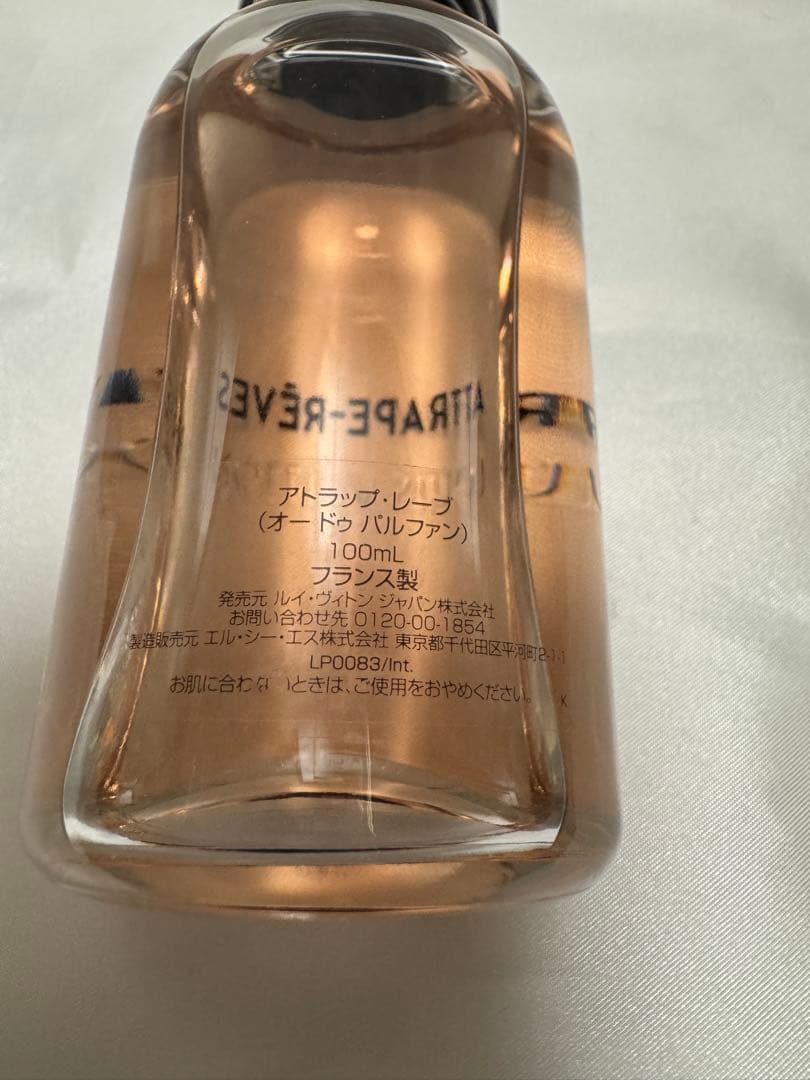 ATTRAPE-RÊVES
アトラップ・レーブ
(オー ドゥ パルファン)
100mL
フランス製
発売元 ルイ・ヴィトン ジャパン株式会社
お問い合わせ先 0120-00-1854
製造販売元 エル・シー・エス株式会社 東京都千代田区平河町2-1-1
LP0083/Int.
お肌に合わないときは、ご使用をおやめください。 K